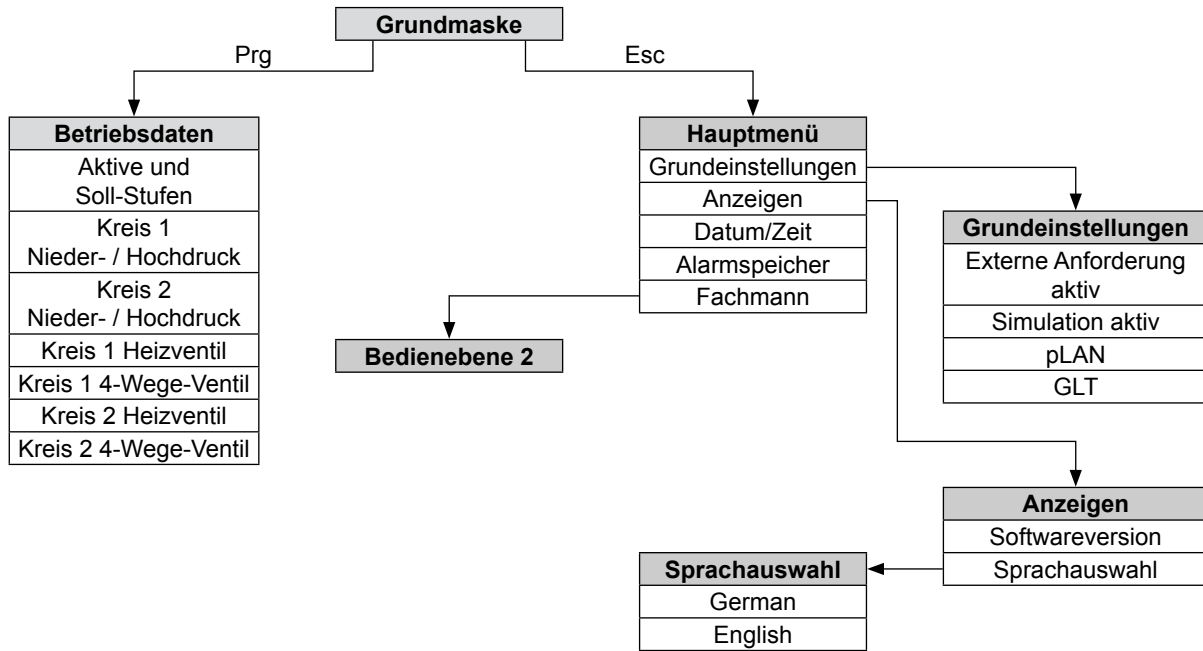 Grundmaske
Prg
Esc
Betriebsdaten
Aktive und
Soll-Stufen
Kreis 1
Nieder- / Hochdruck
Kreis 2
Nieder- / Hochdruck
Kreis 1 Heizventil
Kreis 1 4-Wege-Ventil
Kreis 2 Heizventil
Kreis 2 4-Wege-Ventil
Hauptmenü
Grundeinstellungen
Anzeigen
Datum/Zeit
Alarmspeicher
Fachmann
Bedienebene 2
Grundeinstellungen
Externe Anforderung
aktiv
Simulation aktiv
pLAN
GLT
Anzeigen
Softwareversion
Sprachauswahl
Sprachauswahl
German
English